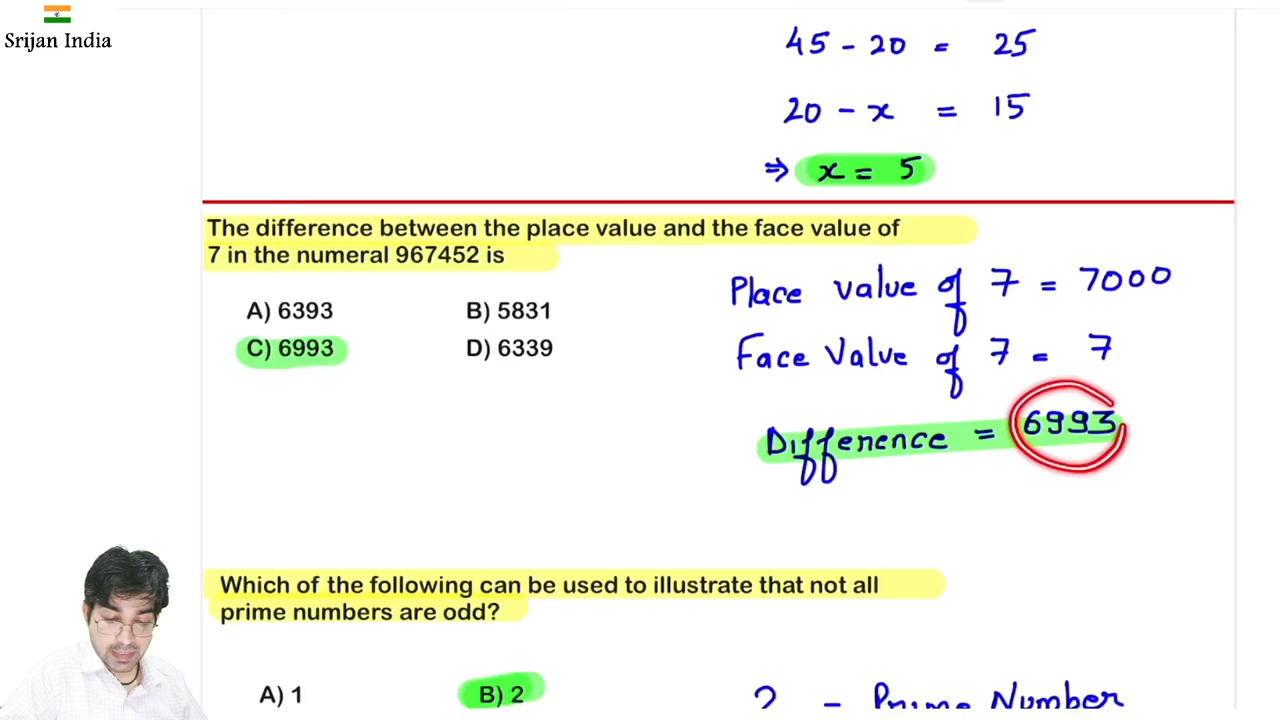 Srijan India
45 - 20 = 25
20 - x = 15
⇒ x = 5
The difference between the place value and the face value of
7 in the numeral 967452 is
A) 6393 B) 5831
C) 6993 D) 6339
Place value of 7 = 7000
Face Value of 7 = 7
Difference = 6993
Which of the following can be used to illustrate that not all
prime numbers are odd?
A) 1 B) 2
2 - Prime Number